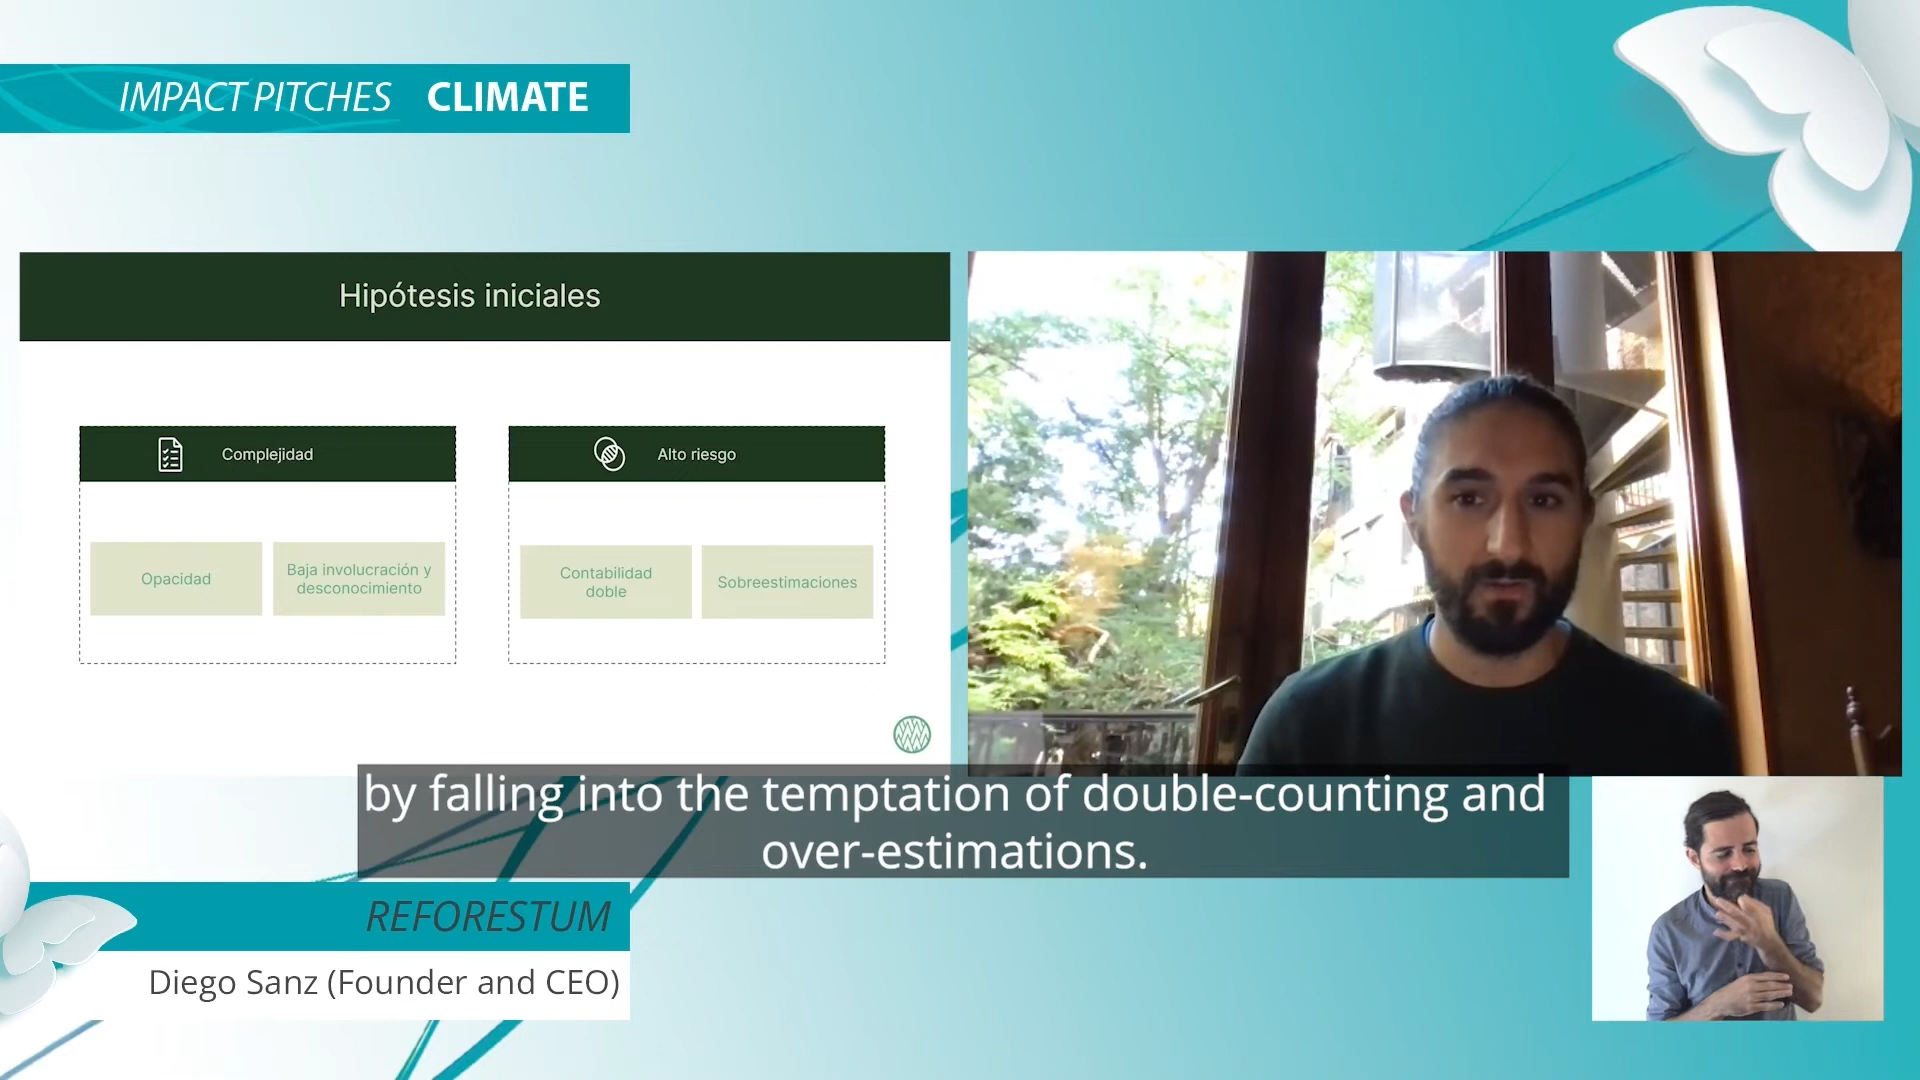 IMPACT PITCHES CLIMATE
Hipótesis iniciales
Complejidad
Opacidad
Baja involucración y
desconocimiento
Alto riesgo
Contabilidad
doble
Sobreestimaciones
by falling into the temptation of double-counting and
over-estimations.
REFORESTUM
Diego Sanz (Founder and CEO)